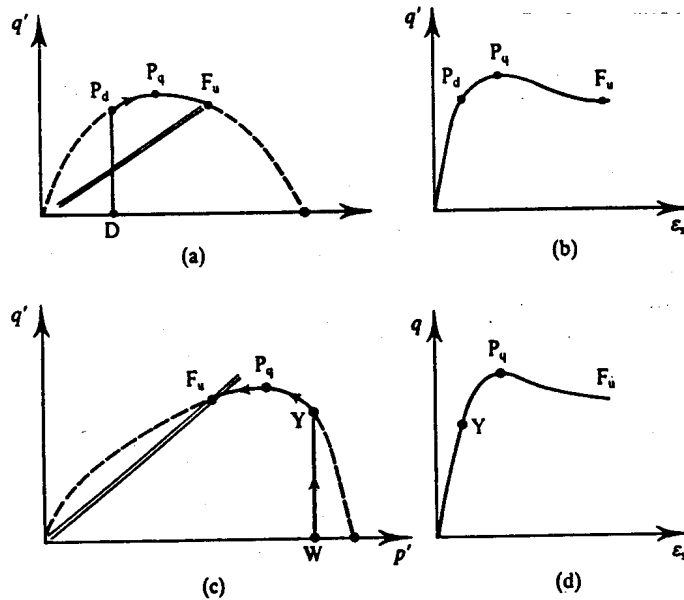 q′
P_d
P_q
F_u
D
(a)
q′
P_d
P_q
F_u
ε_s
(b)
q′
F_u
P_q
Y
W
p′
(c)
q
P_q
F_u
Y
ε_s
(d)